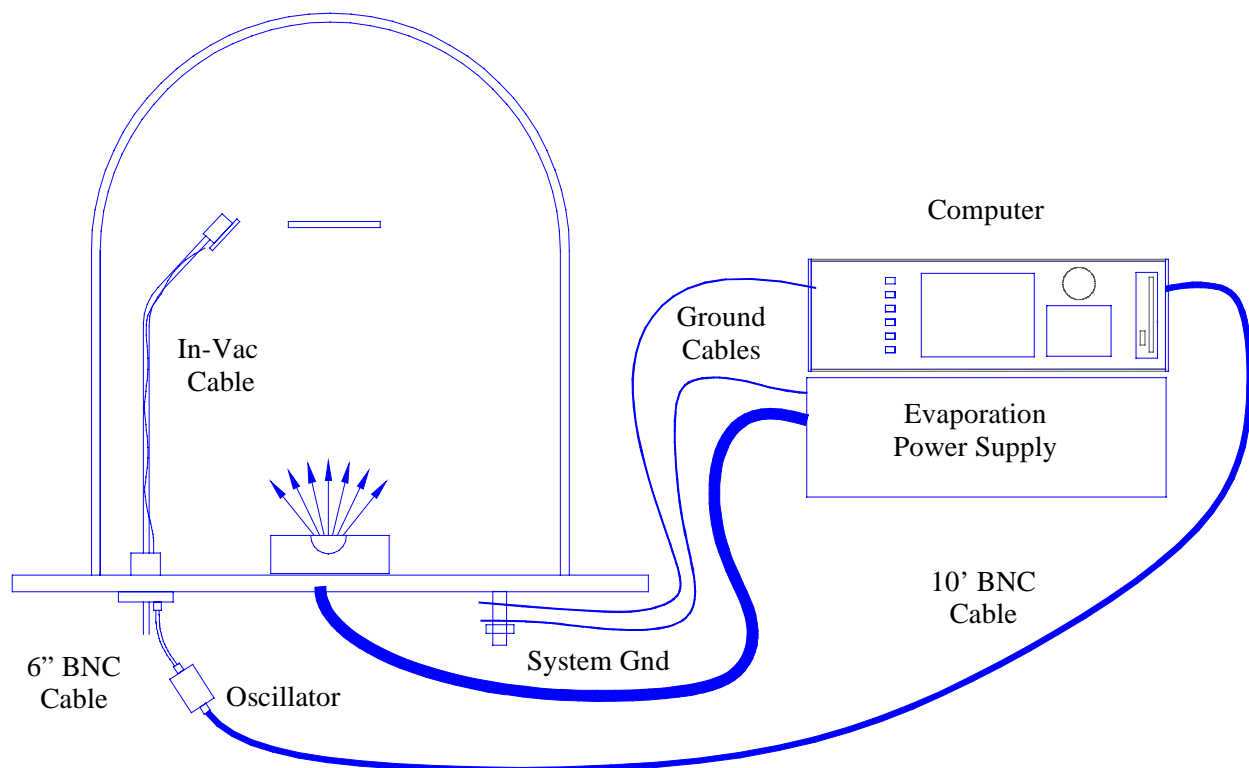 Computer
Ground
Cables
In-Vac
Cable
Evaporation
Power Supply
10’ BNC
Cable
System Gnd
6” BNC
Cable
Oscillator